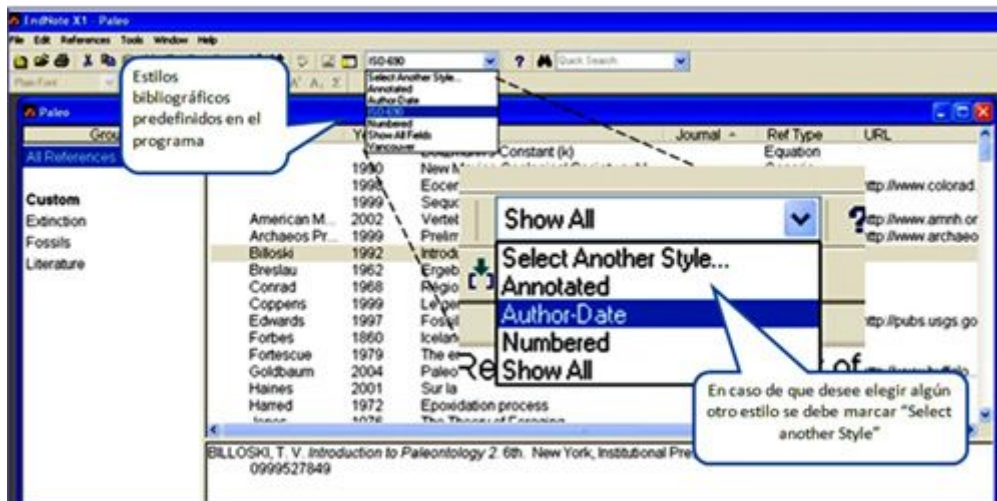 EndNote X1 - Paleo
File Edit References Tools Window Help
ISO-690
? Quick Search
Plain Font
Select Another Style...
Annotated
Author-Date
ISO-690
Numbered
Show All Fields
Vancouver
Estilos
bibliográficos
predefinidos en el
programa
Paleo
Journal Ref Type URL
All References
Constant (k) Equation
1990 New M
1998 Eocen http://www.colorad
Custom 1999 Sequo
Extinction American M... 2002 Verteb http://www.amnh.or
Fossils Archaeos Pr... 1999 Prelim http://www.archaeo
Literature Billoski 1992 Introdu
Breslau 1962 Ergeb
Conrad 1968 Région
Coppens 1999 Le gen
Edwards 1997 Fossil http://pubs.usgs.go
Forbes 1860 Icelan
Fortescue 1979 The e
Goldbaum 2004 Paleo
Haines 2001 Sur la
Harred 1972 Epoxidation process
Show All
?
Select Another Style...
Annotated
Author-Date
Numbered
Show All
En caso de que desee elegir algún
otro estilo se debe marcar “Select
another Style”
BILLOSKI, T. V. Introduction to Paleontology 2. 6th. New York, Institutional Pre
0999527849